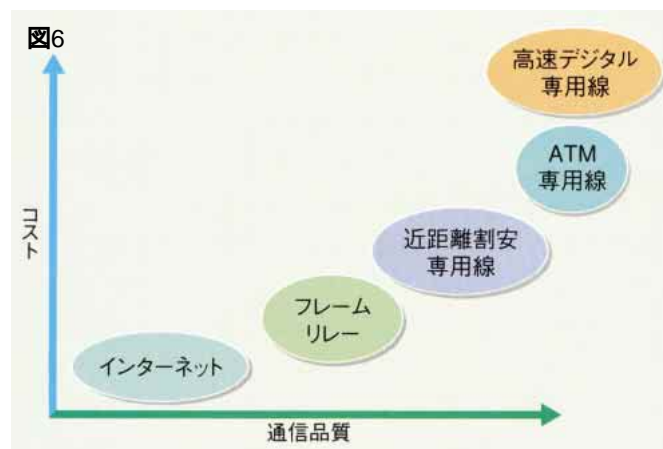 図6
高速デジタル
専用線
ATM
専用線
近距離割安
専用線
フレーム
リレー
インターネット
コスト
通信品質